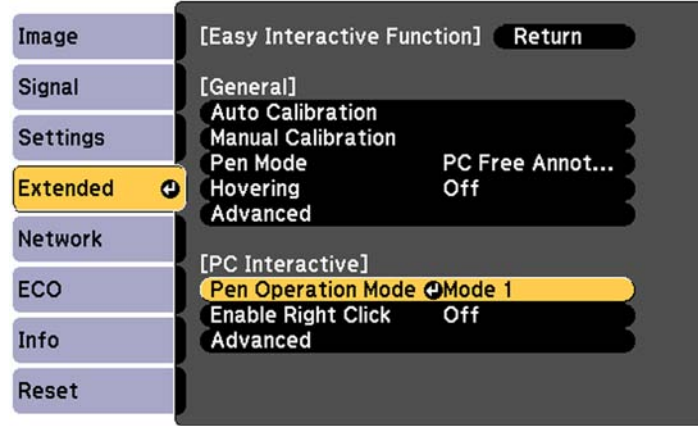 Image
Signal
Settings
Extended
Network
ECO
Info
Reset
[Easy Interactive Function] Return
[General]
Auto Calibration
Manual Calibration
Pen Mode PC Free Annot...
Hovering Off
Advanced
[PC Interactive]
Pen Operation Mode Mode 1
Enable Right Click Off
Advanced